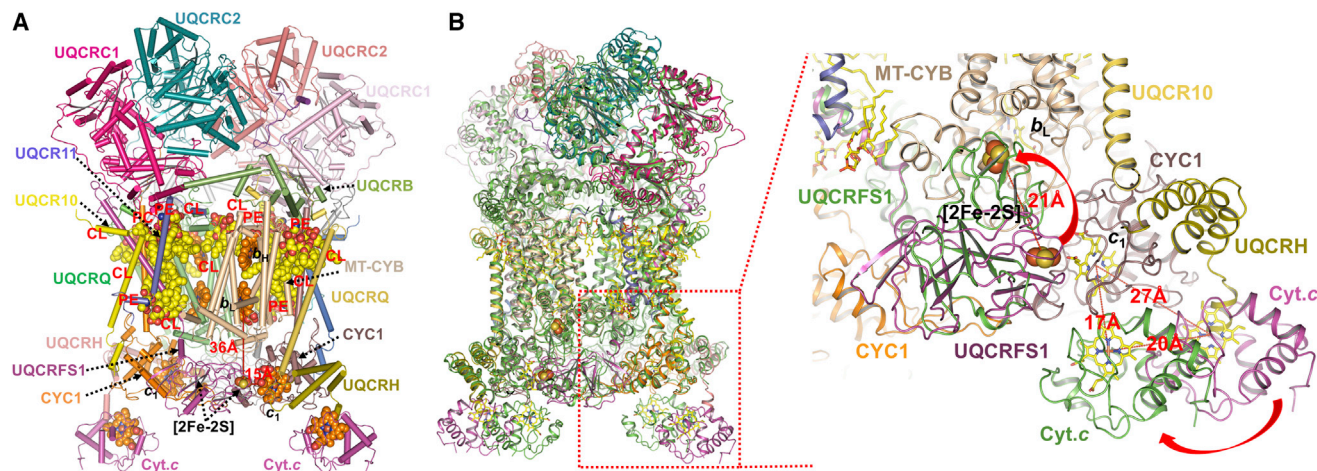 A
UQCRC2
UQCRC2
UQCRC1
UQCRC1
UQCR11
UQCRB
UQCR10
PC
PE
CL
CL
PE
PE
CL
CL
CL
b_H
CL
CL
UQCRQ
MT-CYB
PE
b_L
PE
UQCRQ
CL
UQCRH
36Å
CYC1
UQCRFS1
15Å
UQCRH
CYC1
c_1
c_1
[2Fe-2S]
Cyt.c
Cyt.c
B
MT-CYB
UQCR10
b_L
CYC1
UQCRFS1
21Å
[2Fe-2S]
c_1
UQCRH
27Å
Cyt.c
17Å
20Å
CYC1
UQCRFS1
Cyt.c